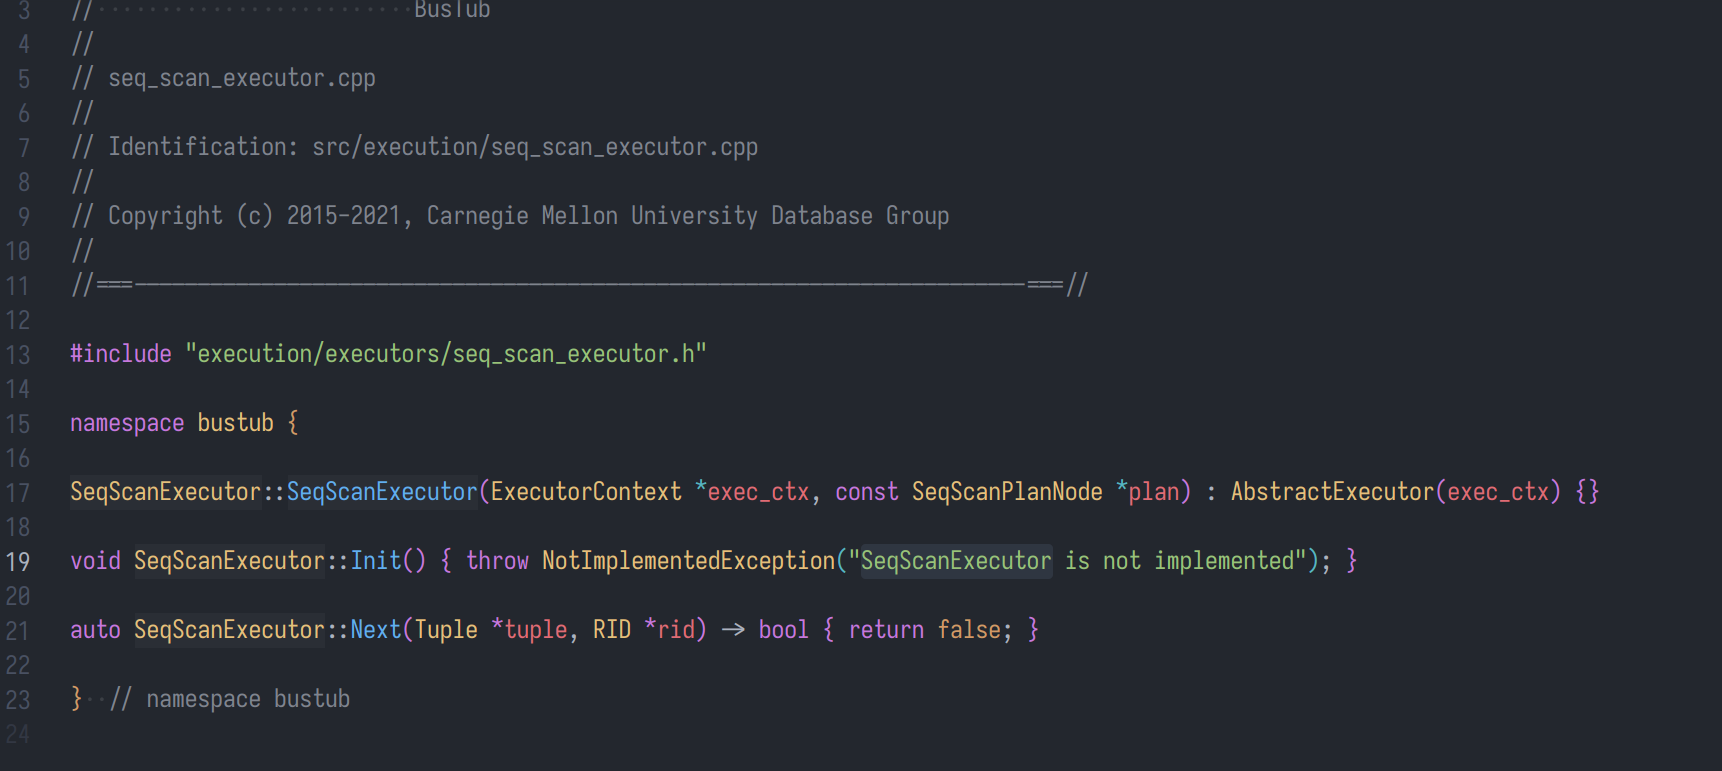 3 // ························· BusTub
4 //
5 // seq_scan_executor.cpp
6 //
7 // Identification: src/execution/seq_scan_executor.cpp
8 //
9 // Copyright (c) 2015-2021, Carnegie Mellon University Database Group
10 //
11 //===----------------------------------------------------------------------===//
12
13 #include "execution/executors/seq_scan_executor.h"
14
15 namespace bustub {
16
17 SeqScanExecutor::SeqScanExecutor(ExecutorContext *exec_ctx, const SeqScanPlanNode *plan) : AbstractExecutor(exec_ctx) {}
18
19 void SeqScanExecutor::Init() { throw NotImplementedException("SeqScanExecutor is not implemented"); }
20
21 auto SeqScanExecutor::Next(Tuple *tuple, RID *rid) -> bool { return false; }
22
23 }  // namespace bustub
24